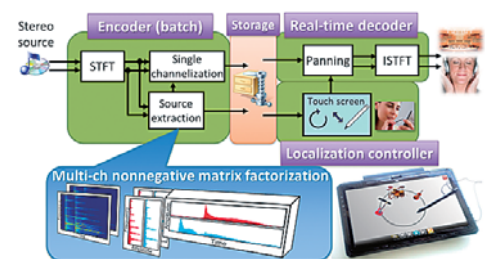 Encoder (batch)
Storage
Real-time decoder
Stereo
source
STFT
Single
channelization
Panning
ISTFT
Source
extraction
Touch screen
Localization controller
Multi-ch nonnegative matrix factorization
Time